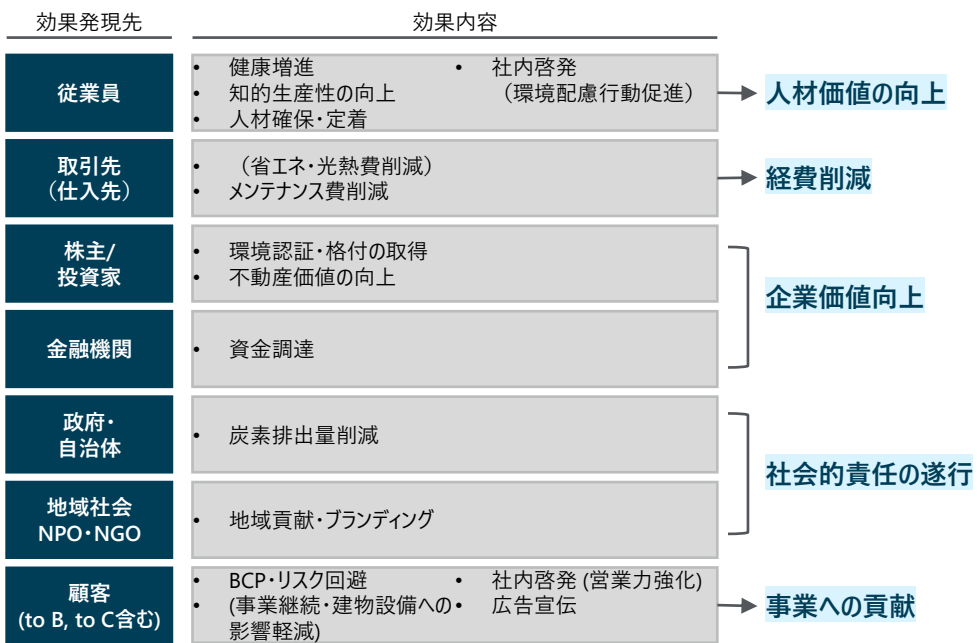 効果発現先
効果内容
従業員
• 健康増進
• 知的生産性の向上
• 人材確保・定着
• 社内啓発
（環境配慮行動促進）
人材価値の向上
取引先
（仕入先）
• （省エネ・光熱費削減）
• メンテナンス費削減
経費削減
株主/
投資家
• 環境認証・格付の取得
• 不動産価値の向上
企業価値向上
金融機関
• 資金調達
政府・
自治体
• 炭素排出量削減
社会的責任の遂行
地域社会
NPO・NGO
• 地域貢献・ブランディング
顧客
(to B, to C含む)
• BCP・リスク回避
• (事業継続・建物設備への
影響軽減)
• 社内啓発 (営業力強化)
• 広告宣伝
事業への貢献